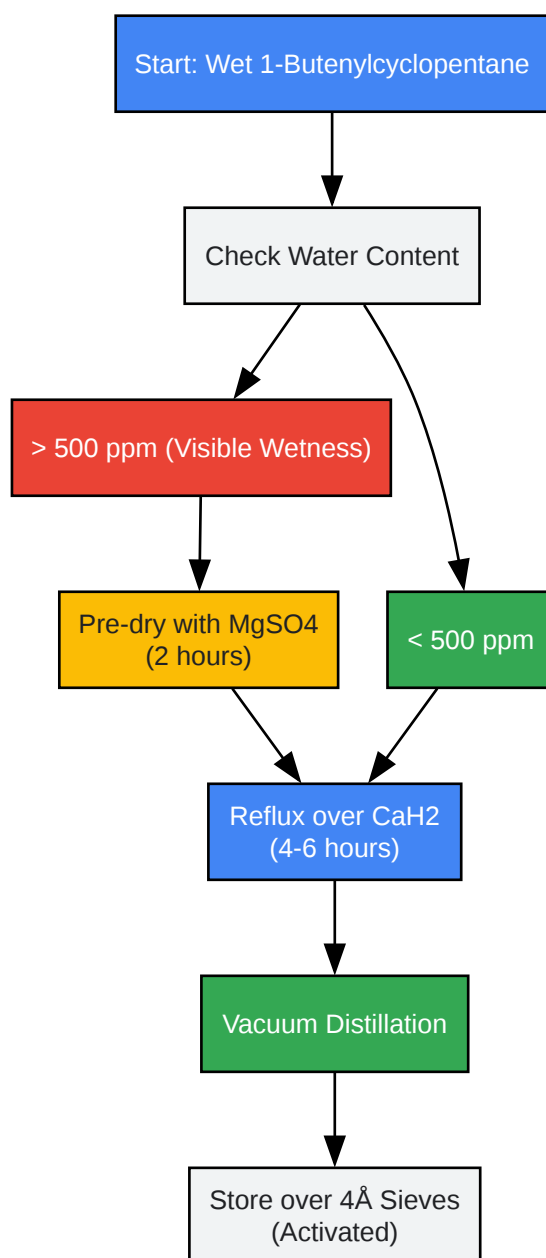 Start: Wet 1-Butenylcyclopentane
Check Water Content
> 500 ppm (Visible Wetness)
Pre-dry with MgSO4
(2 hours)
< 500 ppm
Reflux over CaH2
(4-6 hours)
Vacuum Distillation
Store over 4Å Sieves
(Activated)